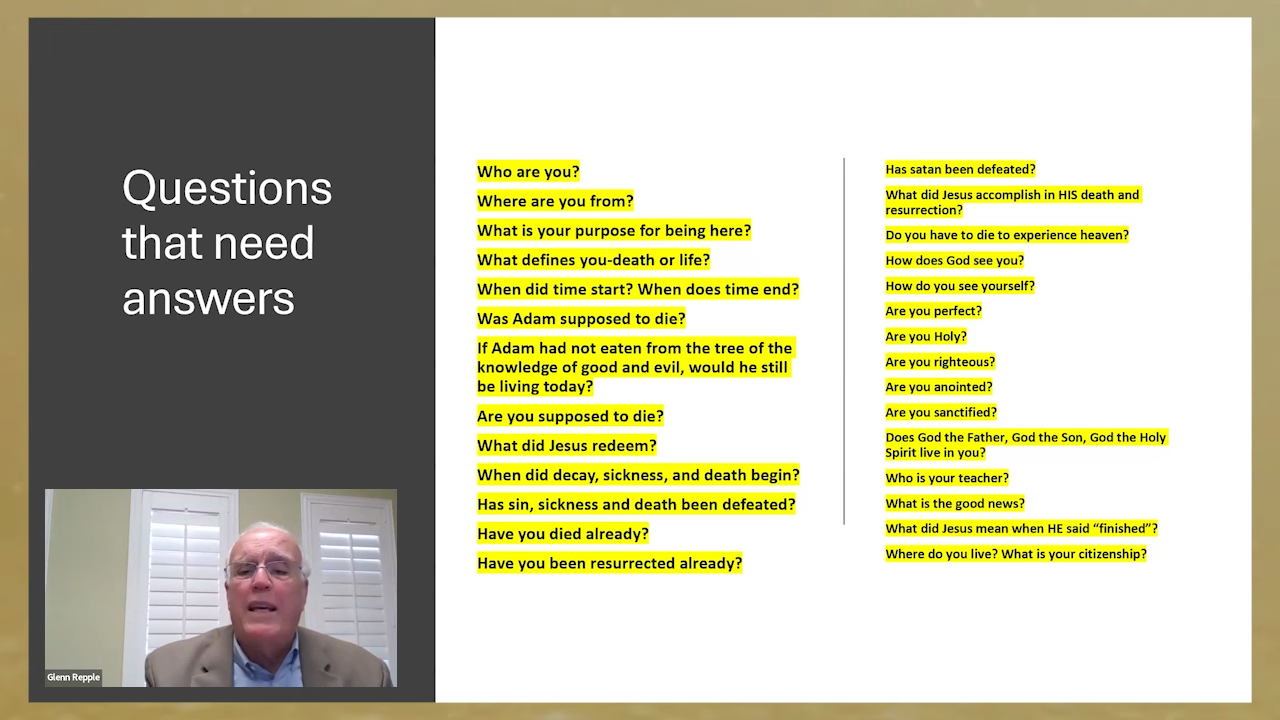 Questions
that need
answers
Who are you?
Where are you from?
What is your purpose for being here?
What defines you-death or life?
When did time start? When does time end?
Was Adam supposed to die?
If Adam had not eaten from the tree of the
knowledge of good and evil, would he still
be living today?
Are you supposed to die?
What did Jesus redeem?
When did decay, sickness, and death begin?
Has sin, sickness and death been defeated?
Have you died already?
Have you been resurrected already?
Has satan been defeated?
What did Jesus accomplish in HIS death and
resurrection?
Do you have to die to experience heaven?
How does God see you?
How do you see yourself?
Are you perfect?
Are you Holy?
Are you righteous?
Are you anointed?
Are you sanctified?
Does God the Father, God the Son, God the Holy
Spirit live in you?
Who is your teacher?
What is the good news?
What did Jesus mean when HE said “finished”?
Where do you live? What is your citizenship?
Glenn Repple